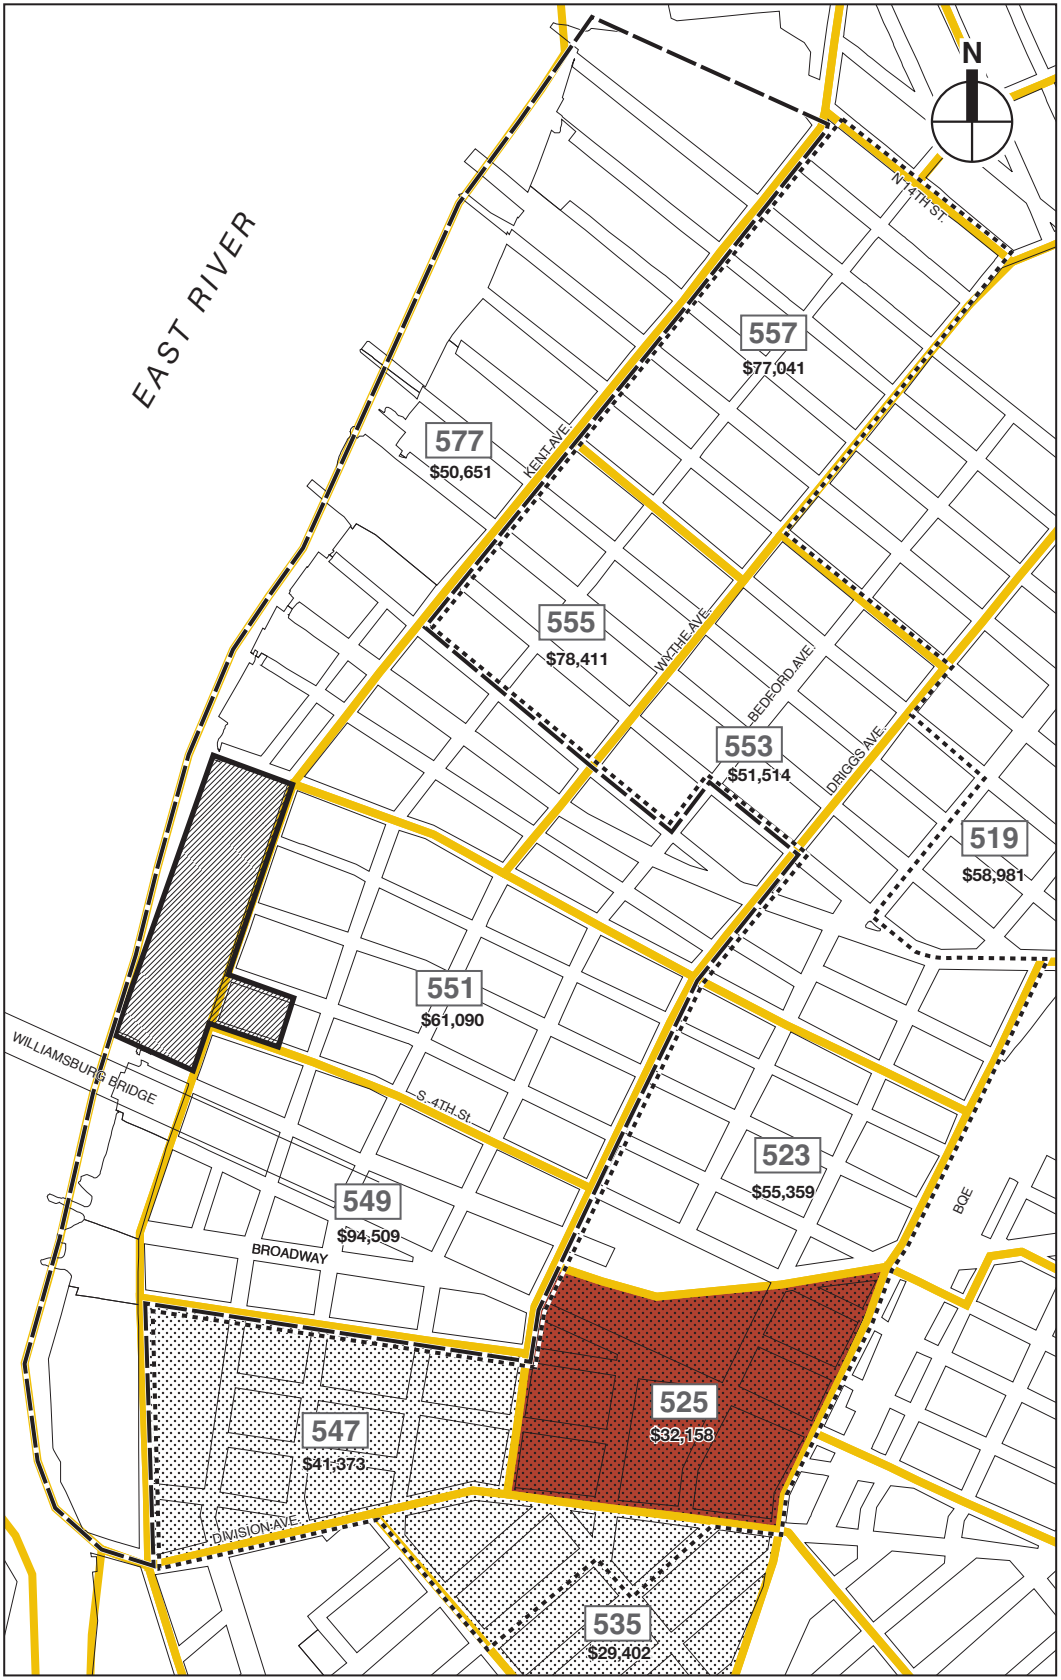 N
N 14TH ST.
EAST RIVER
557
$77,041
577
$50,651
KENT AVE.
555
$78,411
WYTHE AVE.
BEDFORD AVE.
553
$51,514
DRIGGS AVE.
519
$58,981
551
$61,090
WILLIAMSBURG BRIDGE
S. 4TH St.
523
$55,359
549
$94,509
BQE
BROADWAY
525
$32,158
547
$41,373
DIVISION AVE.
535
$29,402